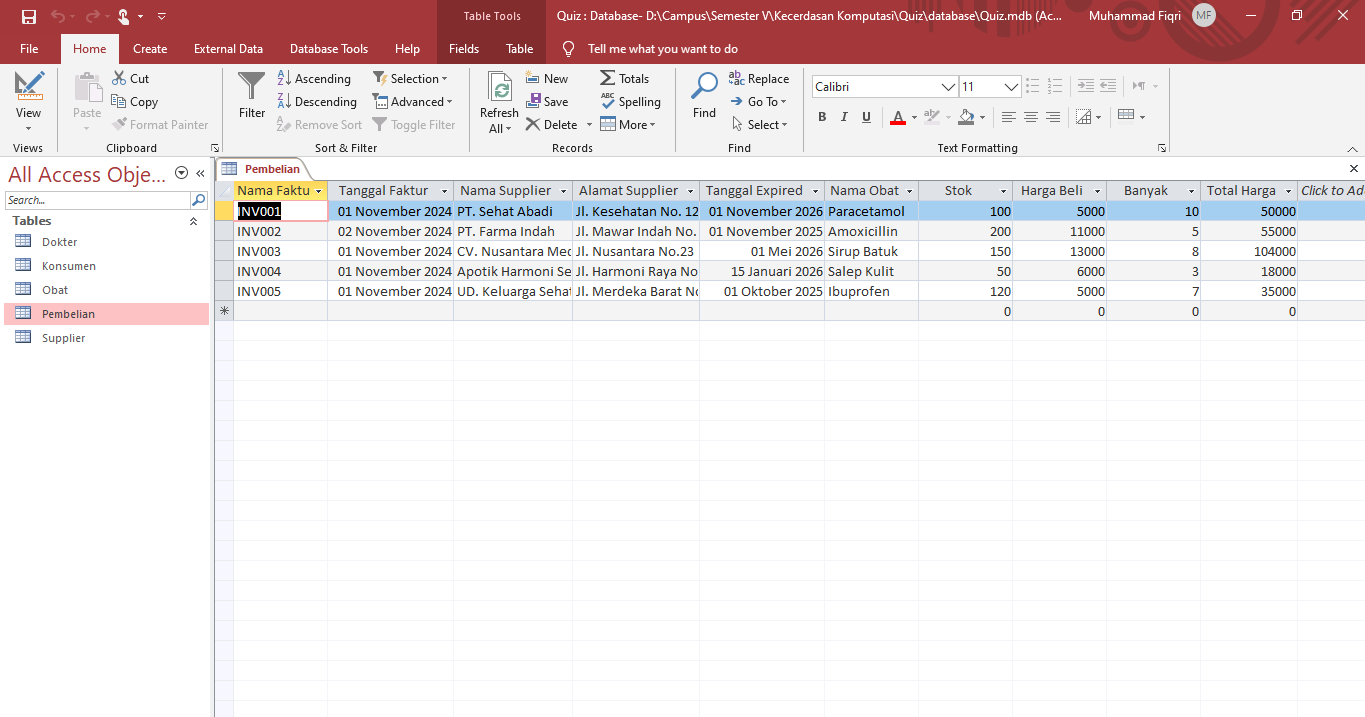 Table Tools
Quiz : Database- D:\Campus\Semester V\Kecerdasan Komputasi\Quiz\database\Quiz.mdb (Ac...
Muhammad Fiqri MF
File Home Create External Data Database Tools Help Fields Table Tell me what you want to do
View
Views
Paste
Cut
Copy
Format Painter
Clipboard
Filter
Ascending
Descending
Remove Sort
Selection
Advanced
Toggle Filter
Sort & Filter
Refresh
All
New
Save
Delete
Totals
Spelling
More
Records
Find
Replace
Go To
Select
Find
Calibri 11
B I U A
Text Formatting
All Access Obje...
Search...
Tables
Dokter
Konsumen
Obat
Pembelian
Supplier
Pembelian
Nama Faktu Tanggal Faktur Nama Supplier Alamat Supplier Tanggal Expired Nama Obat Stok Harga Beli Banyak Total Harga Click to Ad
INV001 01 November 2024 PT. Sehat Abadi Jl. Kesehatan No. 12 01 November 2026 Paracetamol 100 5000 10 50000
INV002 02 November 2024 PT. Farma Indah Jl. Mawar Indah No. 01 November 2025 Amoxicillin 200 11000 5 55000
INV003 01 November 2024 CV. Nusantara Med Jl. Nusantara No.23 01 Mei 2026 Sirup Batuk 150 13000 8 104000
INV004 01 November 2024 Apotik Harmoni Se Jl. Harmoni Raya No 15 Januari 2026 Salep Kulit 50 6000 3 18000
INV005 01 November 2024 UD. Keluarga Sehat Jl. Merdeka Barat No 01 Oktober 2025 Ibuprofen 120 5000 7 35000
0 0 0 0